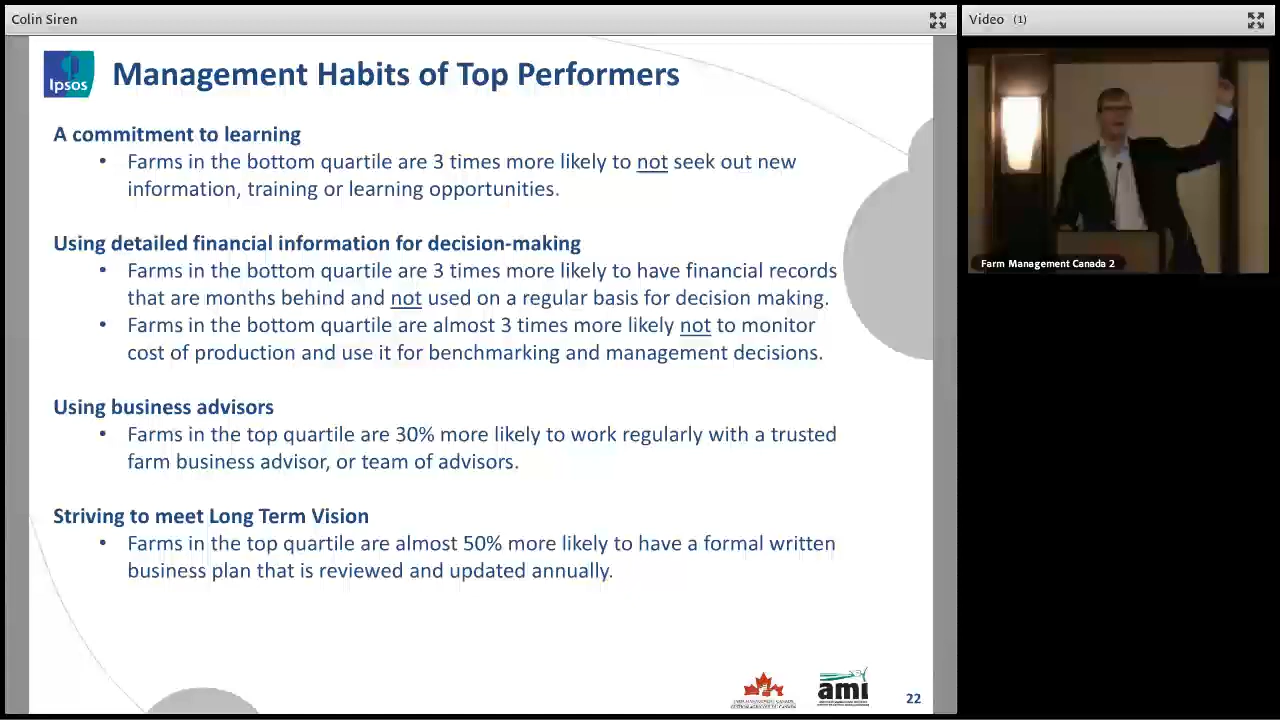 Colin Siren
Video (1)
Ipsos
Management Habits of Top Performers
A commitment to learning
• Farms in the bottom quartile are 3 times more likely to not seek out new
information, training or learning opportunities.
Using detailed financial information for decision-making
• Farms in the bottom quartile are 3 times more likely to have financial records
that are months behind and not used on a regular basis for decision making.
• Farms in the bottom quartile are almost 3 times more likely not to monitor
cost of production and use it for benchmarking and management decisions.
Using business advisors
• Farms in the top quartile are 30% more likely to work regularly with a trusted
farm business advisor, or team of advisors.
Striving to meet Long Term Vision
• Farms in the top quartile are almost 50% more likely to have a formal written
business plan that is reviewed and updated annually.
ami
22
Farm Management Canada 2